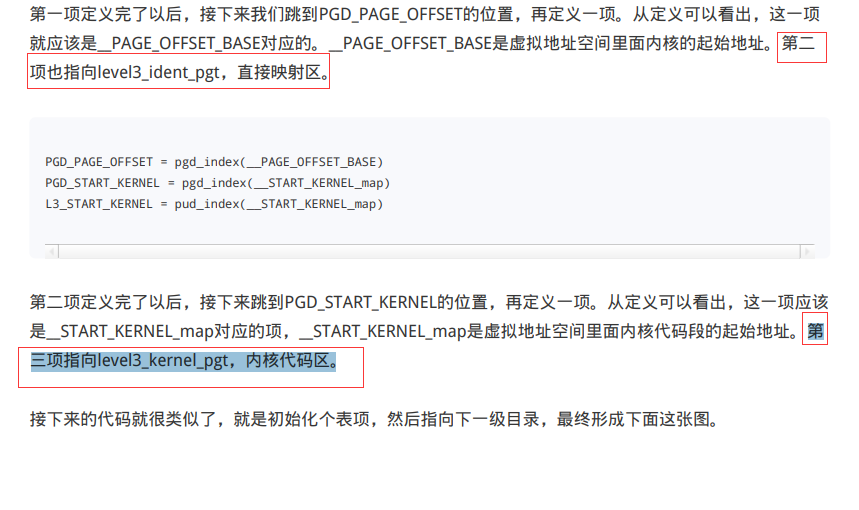 第一项定义完了以后，接下来我们跳到PGD_PAGE_OFFSET的位置，再定义一项。从定义可以看出，这一项
就应该是__PAGE_OFFSET_BASE对应的。__PAGE_OFFSET_BASE是虚拟地址空间里面内核的起始地址。第二
项也指向level3_ident_pgt，直接映射区。
PGD_PAGE_OFFSET = pgd_index(__PAGE_OFFSET_BASE)
PGD_START_KERNEL = pgd_index(__START_KERNEL_map)
L3_START_KERNEL = pud_index(__START_KERNEL_map)
第二项定义完了以后，接下来跳到PGD_START_KERNEL的位置，再定义一项。从定义可以看出，这一项应该
是__START_KERNEL_map对应的项，__START_KERNEL_map是虚拟地址空间里面内核代码段的起始地址。第
三项指向level3_kernel_pgt，内核代码区。
接下来的代码就很类似了，就是初始化个表项，然后指向下一级目录，最终形成下面这张图。